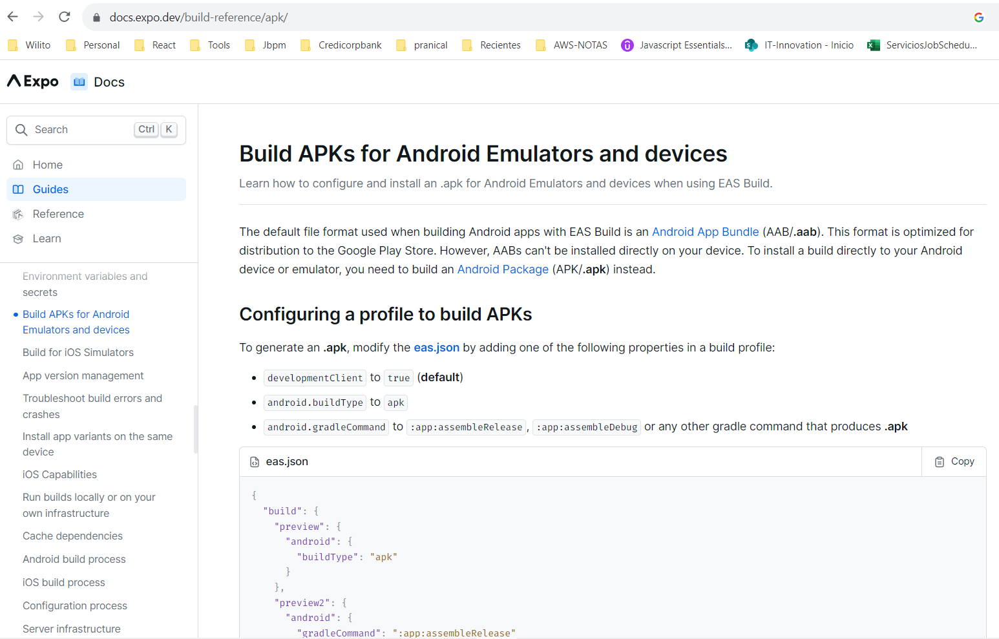 docs.expo.dev/build-reference/apk/
Wilito Personal React Tools Jbpm Credicorpbank pranical Recientes AWS-NOTAS Javascript Essentials... IT-Innovation - Inicio ServiciosJobSchedu...
Expo Docs
Search Ctrl K
Home
Guides
Reference
Learn
Environment variables and
secrets
Build APKs for Android
Emulators and devices
Build for iOS Simulators
App version management
Troubleshoot build errors and
crashes
Install app variants on the same
device
iOS Capabilities
Run builds locally or on your
own infrastructure
Cache dependencies
Android build process
iOS build process
Configuration process
Server infrastructure
Build APKs for Android Emulators and devices
Learn how to configure and install an .apk for Android Emulators and devices when using EAS Build.
The default file format used when building Android apps with EAS Build is an Android App Bundle (AAB/.aab). This format is optimized for
distribution to the Google Play Store. However, AABs can't be installed directly on your device. To install a build directly to your Android
device or emulator, you need to build an Android Package (APK/.apk) instead.
Configuring a profile to build APKs
To generate an .apk, modify the eas.json by adding one of the following properties in a build profile:
• developmentClient to true (default)
• android.buildType to apk
• android.gradleCommand to :app:assembleRelease, :app:assembleDebug or any other gradle command that produces .apk
eas.json Copy
{
"build": {
"preview": {
"android": {
"buildType": "apk"
}
},
"preview2": {
"android": {
"gradleCommand": ":app:assembleRelease"